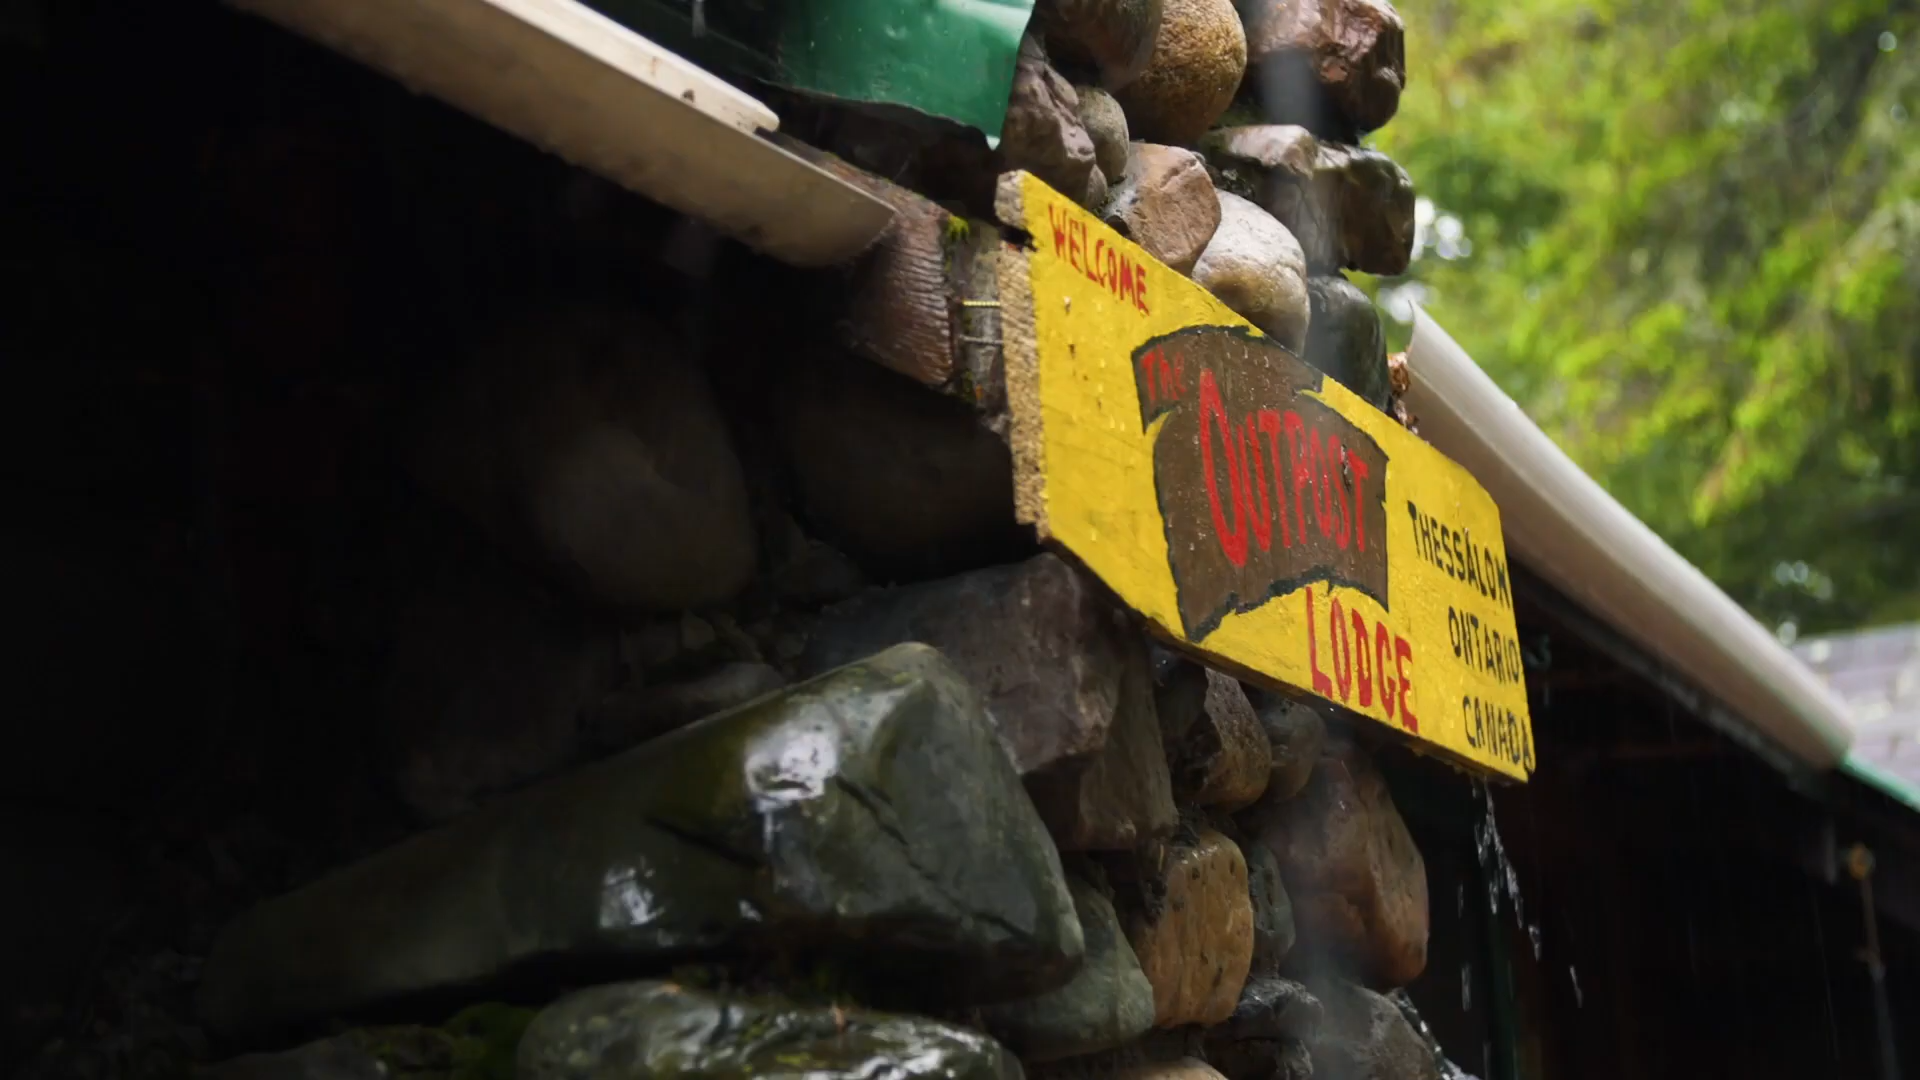 WELCOME
The
OUTPOST
LODGE
THESSALON
ONTARIO
CANADA